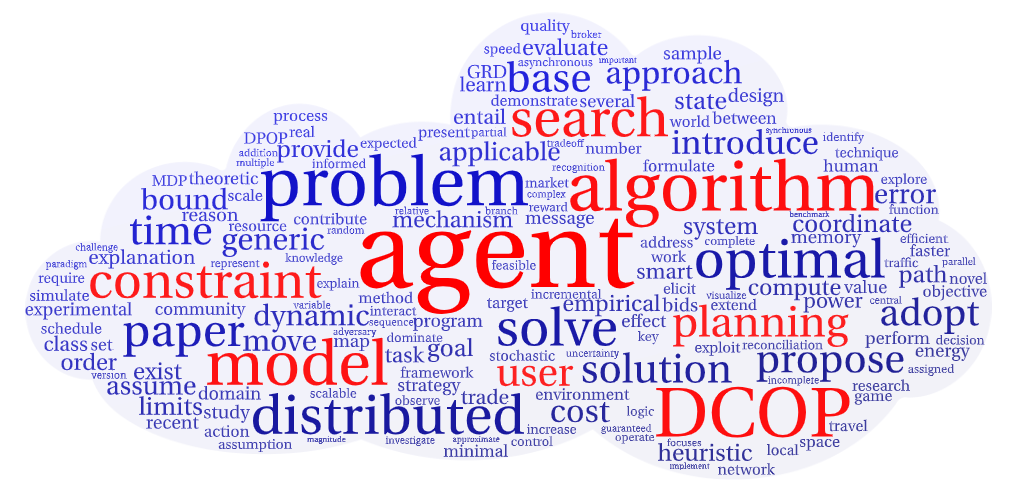 quality
broker
speed
evaluate
sample
asynchronous
important
GRD
base
approach
learn
demonstrate
several
state
design
entail
search
world
between
process
DPOP
real
present
partial
introduce
synchronous
identify
addition
provide
expected
applicable
tradeoff
number
technique
multiple
informed
recognition
formulate
human
MDP
theoretic
problem
market
algorithm
explore
bound
scale
complex
error
reason
contribute
relative
branch
reward
function
resource
mechanism
message
benchmark
time
random
system
coordinate
generic
agent
address
complete
memory
efficient
challenge
knowledge
faster
explanation
work
optimal
traffic
parallel
paradigm
represent
feasible
smart
path
novel
require
constraint
explain
elicit
compute
value
objective
simulate
method
incremental
visualize
experimental
community
variable
interact
target
empirical
bids
extend
power
central
adopt
dynamic
sequence
program
schedule
paper
adversary
solve
effect
planning
perform
decision
class
set
move
map
dominate
key
exploit
reconciliation
energy
order
model
task
goal
stochastic
uncertainty
propose
exist
framework
user
solution
assigned
version
assume
strategy
incomplete
domain
scalable
trade
environment
research
limits
observe
DCOP
game
study
distributed
cost
logic
recent
action
increase
guaranteed
travel
operate
assumption
magnitude
investigate
approximate
control
focuses
space
minimal
heuristic
local
implement
network